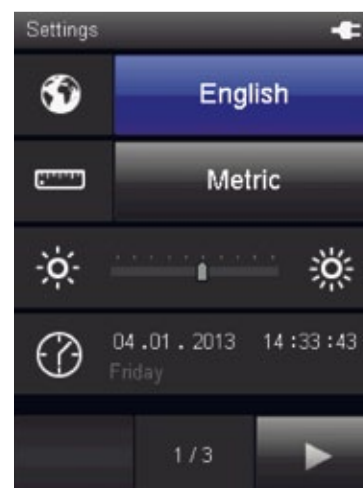 Settings
English
Metric
04 .01 . 2013 14 :33 :43
Friday
1 / 3